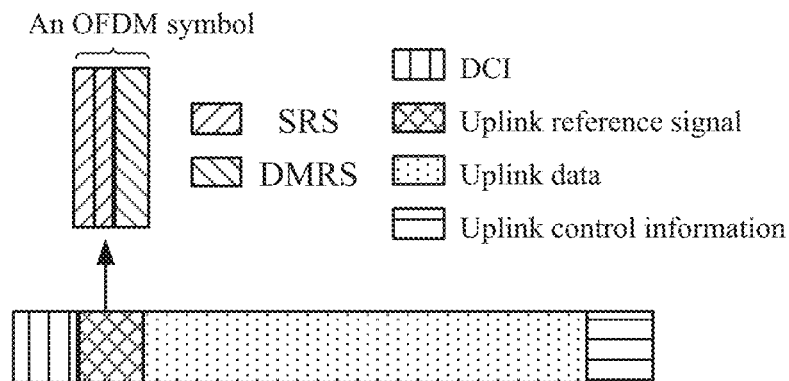 An OFDM symbol
SRS
DMRS
DCI
Uplink reference signal
Uplink data
Uplink control information